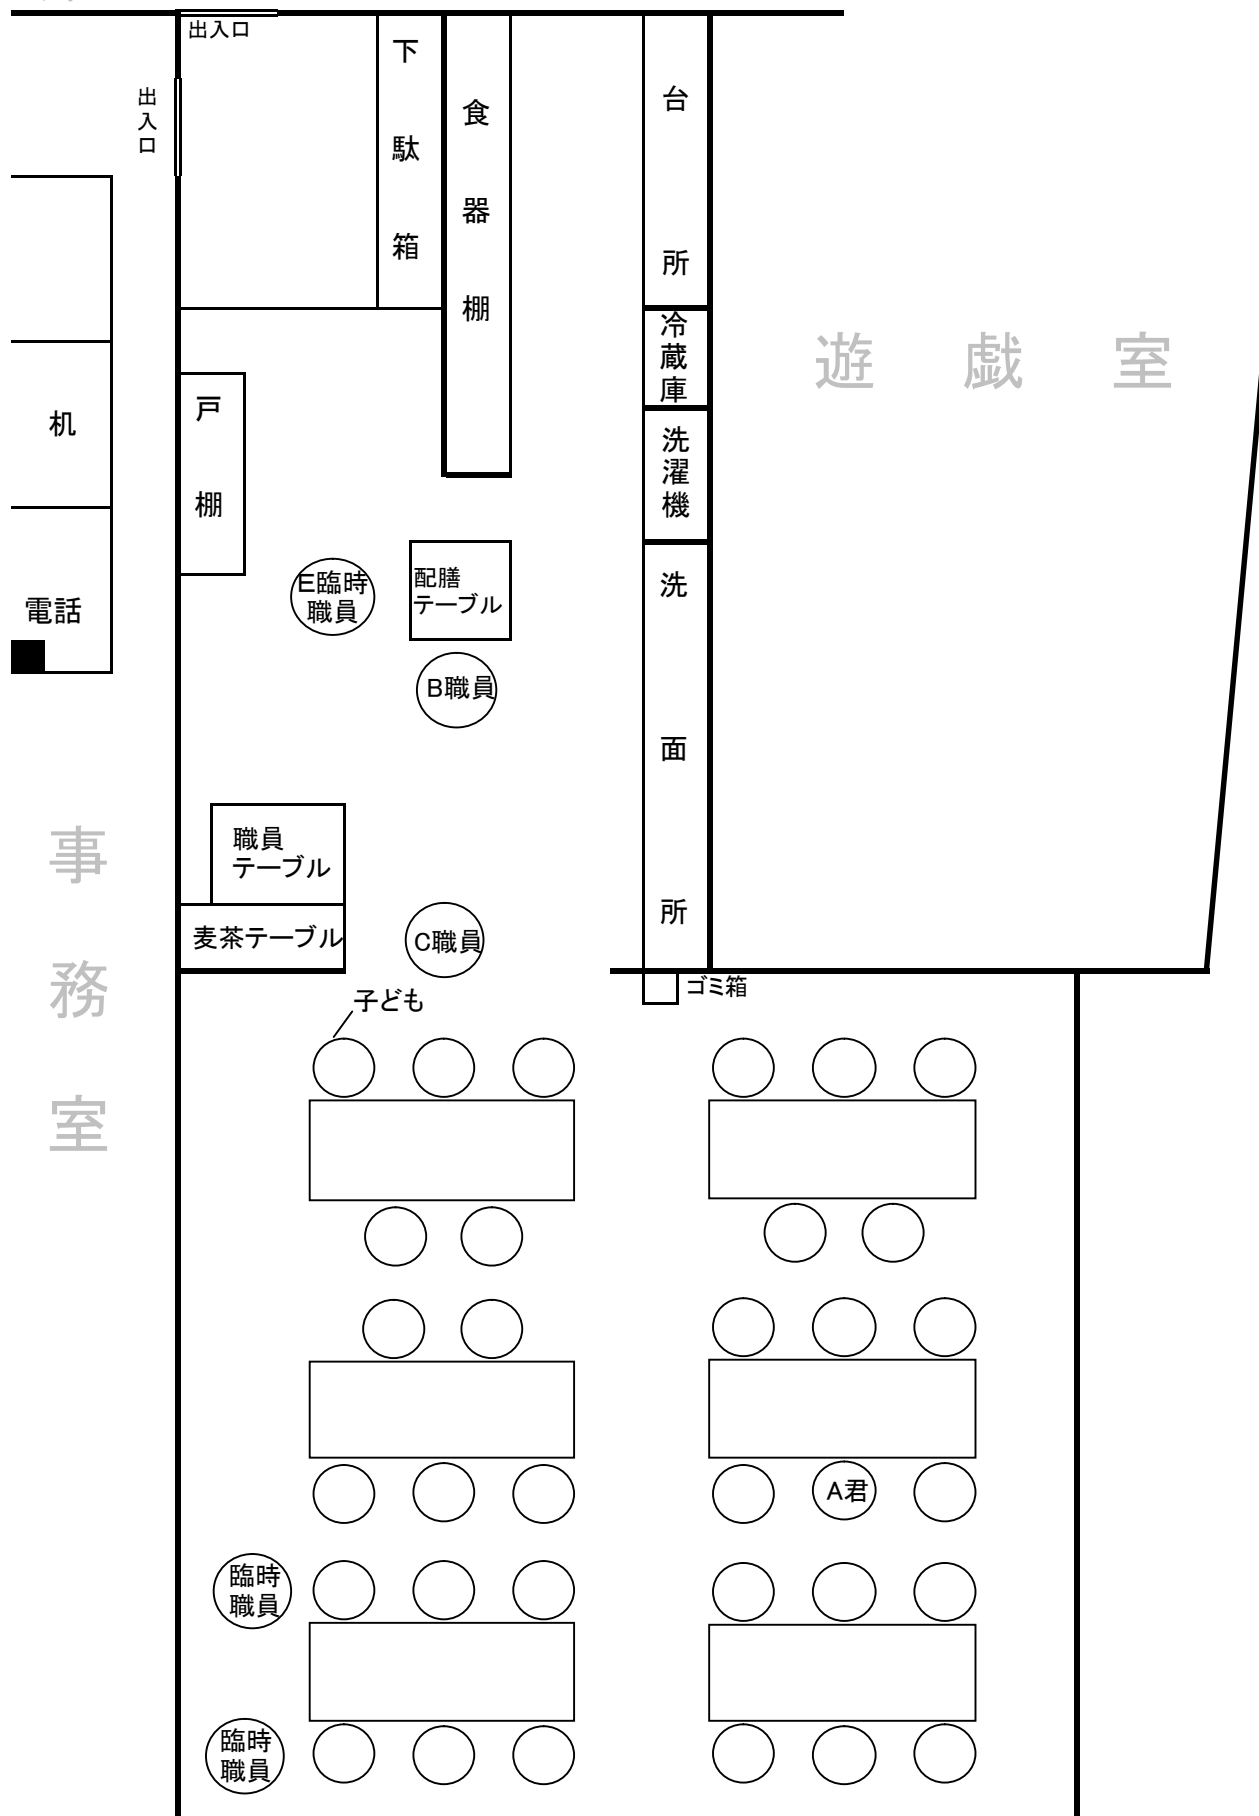 出入口
出入口
下駄箱
食器棚
台所
冷蔵庫
洗濯機
遊戯室
机
戸棚
電話
E臨時
職員
配膳
テーブル
B職員
洗面所
事務室
職員
テーブル
麦茶テーブル
C職員
ゴミ箱
子ども
A君
臨時
職員
臨時
職員